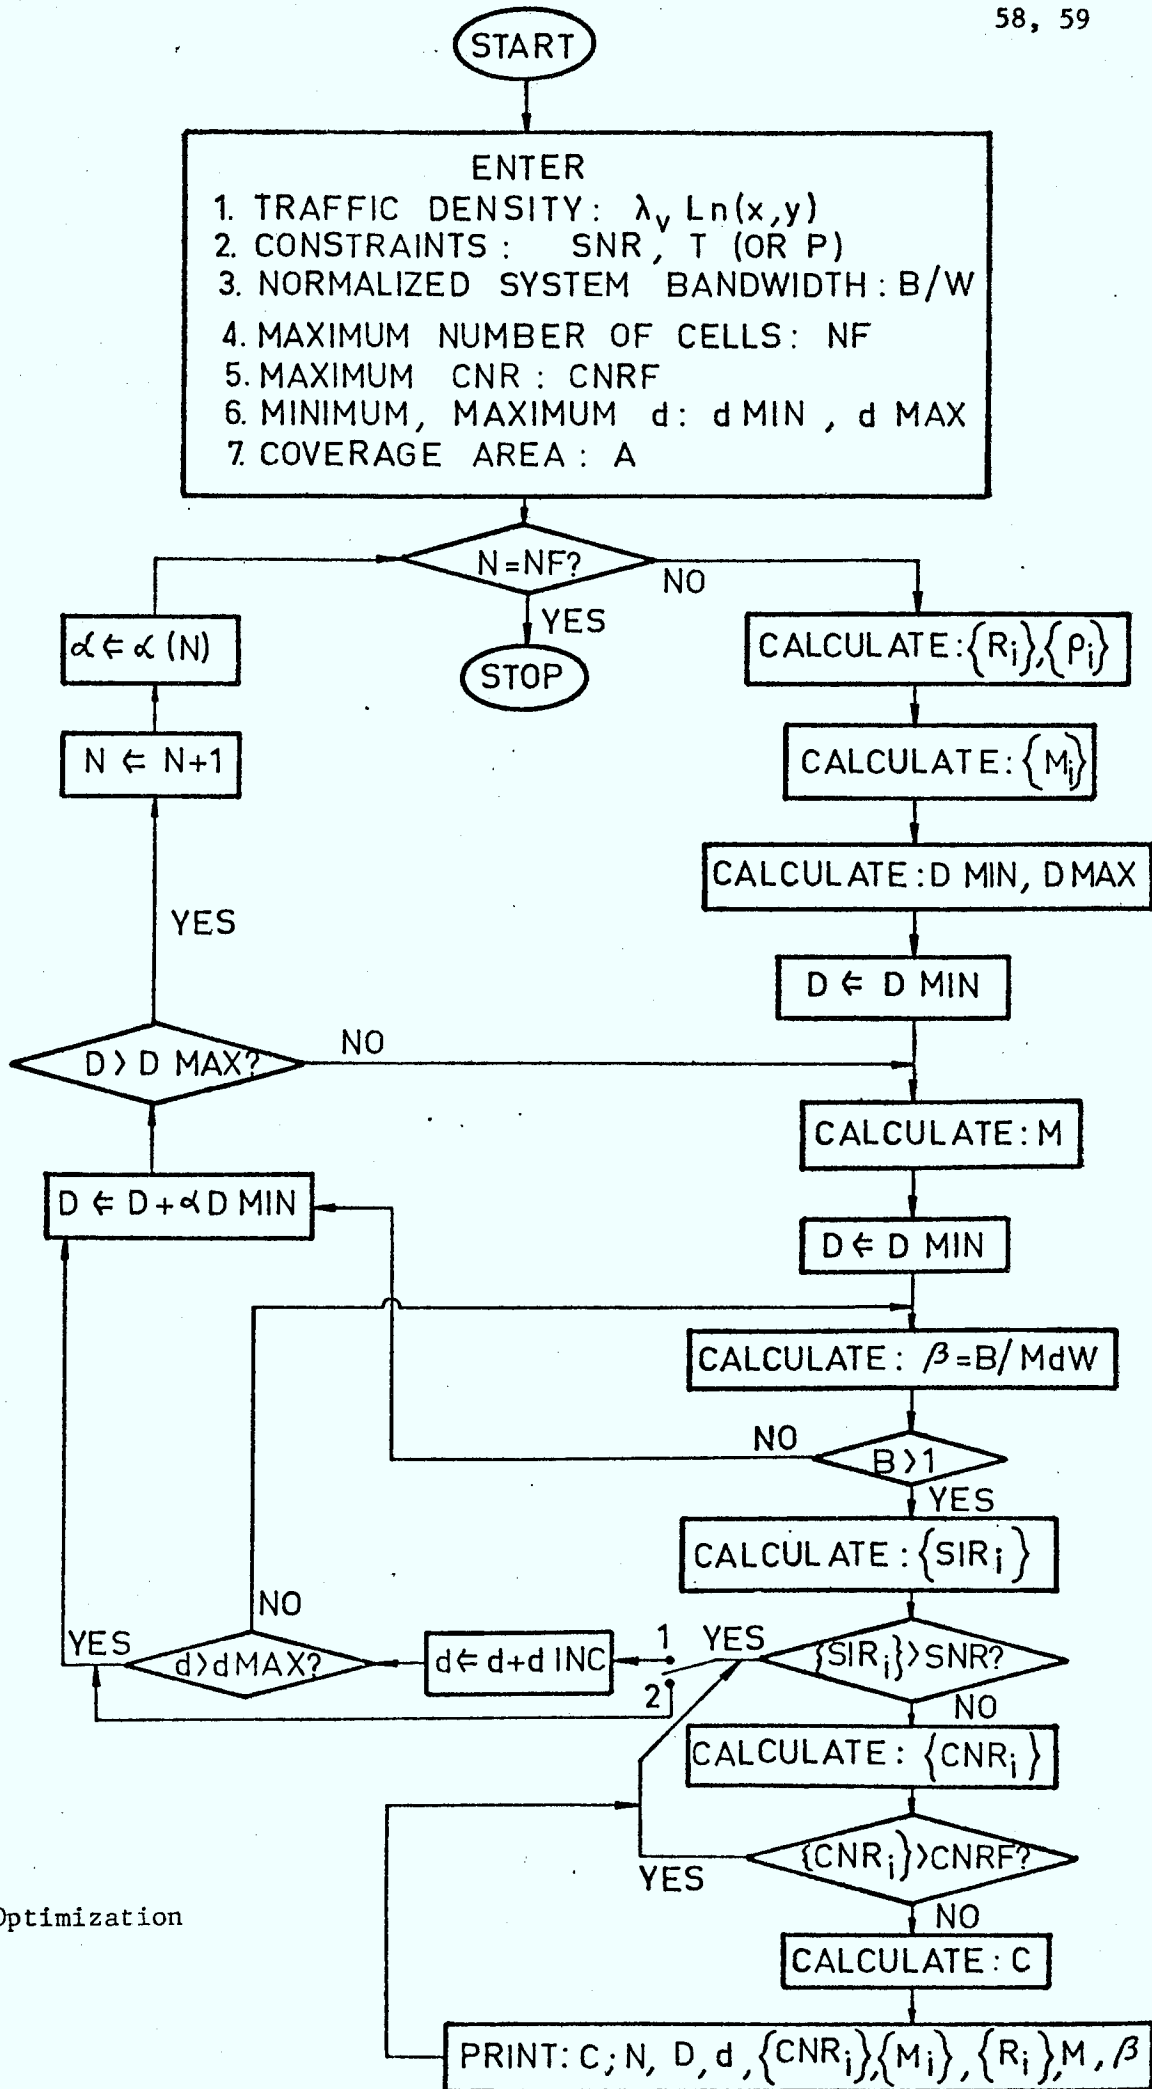 58, 59
START
ENTER
1. TRAFFIC DENSITY: λv Ln(x,y)
2. CONSTRAINTS: SNR, T (OR P)
3. NORMALIZED SYSTEM BANDWIDTH: B/W
4. MAXIMUM NUMBER OF CELLS: NF
5. MAXIMUM CNR: CNRF
6. MINIMUM, MAXIMUM d: d MIN, d MAX
7. COVERAGE AREA: A
N=NF?
NO
YES
STOP
α ⇐ α (N)
N ⇐ N+1
YES
CALCULATE: {Ri},{ρi}
CALCULATE: {Mi}
CALCULATE: D MIN, D MAX
D ⇐ D MIN
D > D MAX?
NO
CALCULATE: M
D ⇐ D + α D MIN
D ⇐ D MIN
CALCULATE: β=B/MdW
NO
B>1
YES
CALCULATE: {SIRi}
NO
YES
d>dMAX?
d⇐ d+d INC
1
2
YES
{SIRi}>SNR?
NO
CALCULATE: {CNRi}
{CNRi}>CNRF?
YES
NO
Optimization
CALCULATE: C
PRINT: C; N, D, d, {CNRi},{Mi}, {Ri},M, β